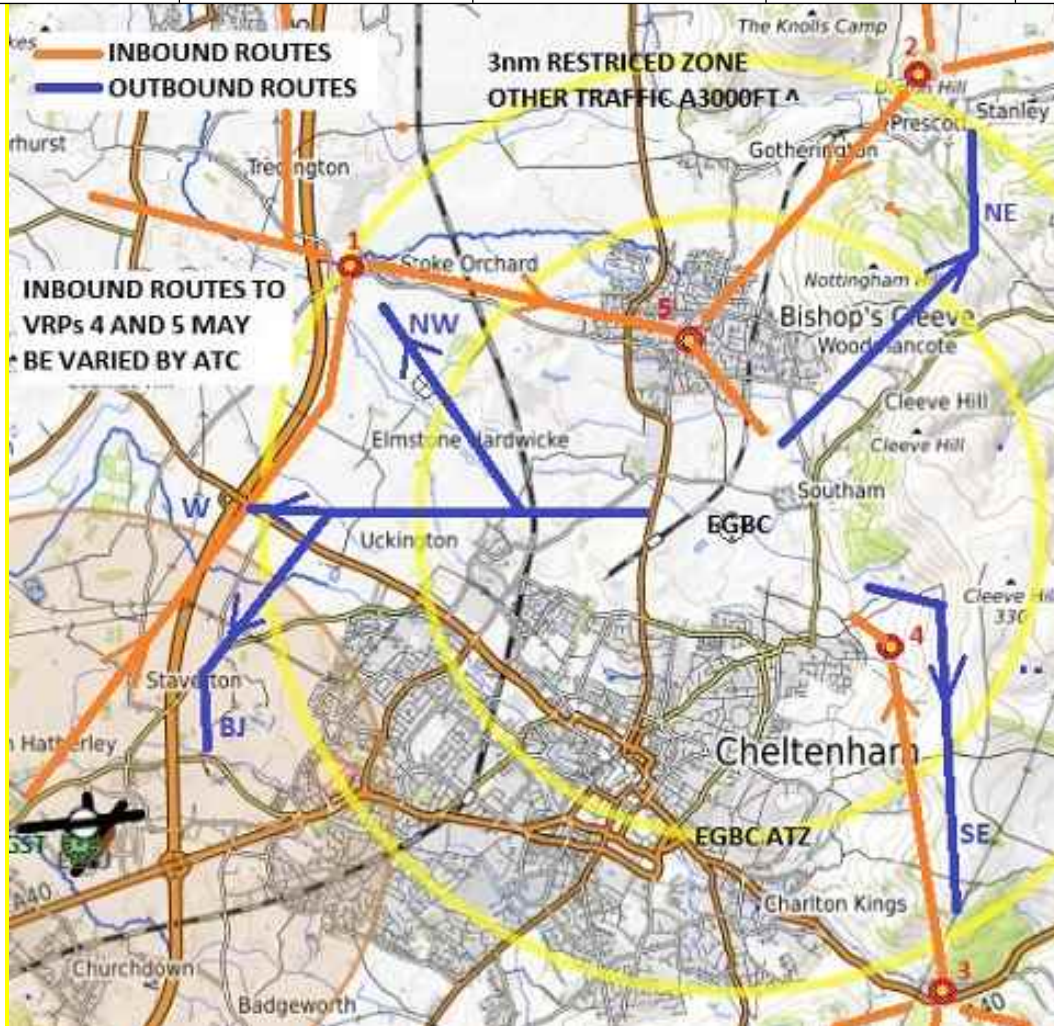 The Knolls Camp
INBOUND ROUTES
2
3nm RESTRICED ZONE
OUTBOUND ROUTES
OTHER TRAFFIC A3000FT ^
Stanley
Prescott
Gotherington
Tredington
NE
1
Stoke Orchard
INBOUND ROUTES TO
VRPs 4 AND 5 MAY
BE VARIED BY ATC
NW
5
Bishop's Cleeve
Woodmancote
Cleeve Hill
Elmstone Hardwicke
Cleeve Hill
Southam
W
EGBC
Uckington
Cleeve Hill
330
4
Staverton
BJ
Hatherley
Cheltenham
SE
EGBC ATZ
A40
Charlton Kings
Churchdown
3
Badgeworth